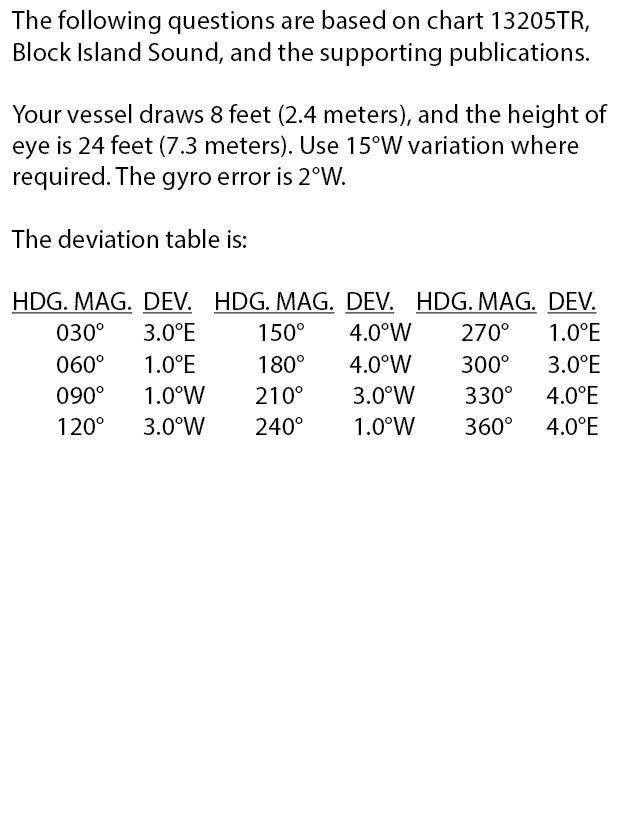 The following questions are based on chart 13205TR,
Block Island Sound, and the supporting publications.
Your vessel draws 8 feet (2.4 meters), and the height of
eye is 24 feet (7.3 meters). Use 15°W variation where
required. The gyro error is 2°W.
The deviation table is:
HDG. MAG. DEV. HDG. MAG. DEV. HDG. MAG. DEV.
030° 3.0°E 150° 4.0°W 270° 1.0°E
060° 1.0°E 180° 4.0°W 300° 3.0°E
090° 1.0°W 210° 3.0°W 330° 4.0°E
120° 3.0°W 240° 1.0°W 360° 4.0°E